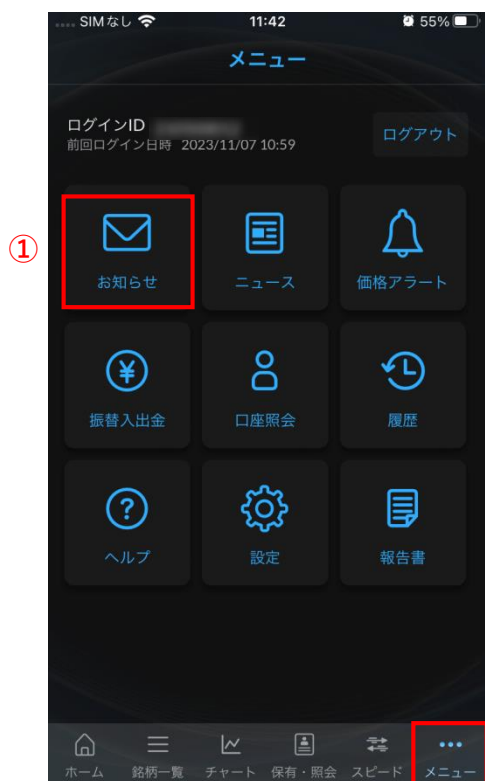 SIMなし 11:42 55%
メニュー
ログインID
前回ログイン日時 2023/11/07 10:59
ログアウト
①
お知らせ ニュース 価格アラート
振替入出金 口座照会 履歴
ヘルプ 設定 報告書
ホーム 銘柄一覧 チャート 保有・照会 スピード メニュー